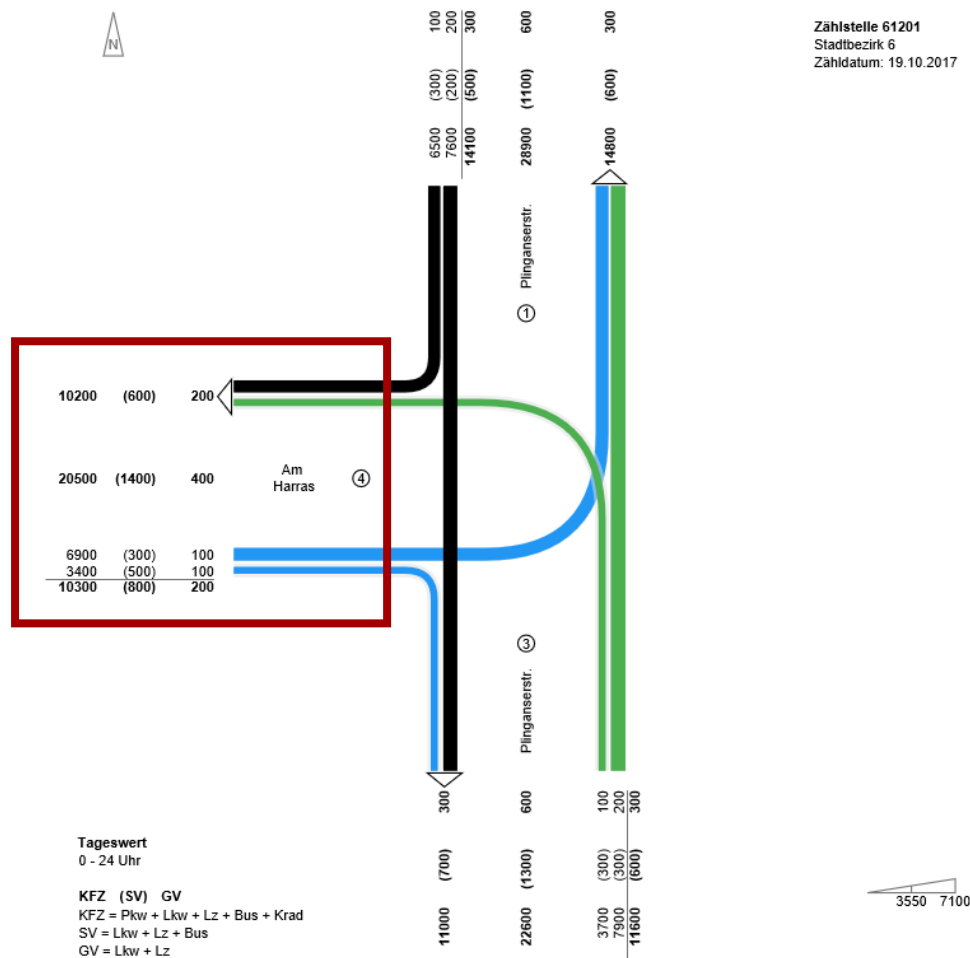 N
100 (300) 6500
200 (200) 7600
300 (500) 14100
600 (1100) 28900
300 (600) 14800
Zählstelle 61201
Stadtbezirk 6
Zähldatum: 19.10.2017
Plinganserstr.
1
10200 (600) 200
20500 (1400) 400
Am
Harras
4
6900 (300) 100
3400 (500) 100
10300 (800) 200
3
Plinganserstr.
300 (700) 11000
600 (1300) 22600
100 (300) 3700
200 (300) 7900
300 (600) 11600
Tageswert
0 - 24 Uhr
KFZ (SV) GV
KFZ = Pkw + Lkw + Lz + Bus + Krad
SV = Lkw + Lz + Bus
GV = Lkw + Lz
3550 7100